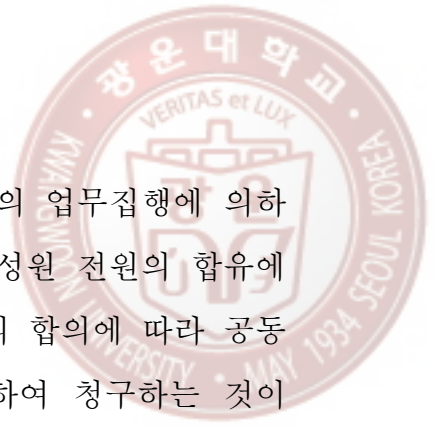 광운대학교
VERITAS et LUX
KWANGWOON UNIVERSITY • MAY 1934 SEOUL KOREA
의 업무집행에 의하
성원 전원의 합유에
합의에 따라 공동
하여 청구하는 것이